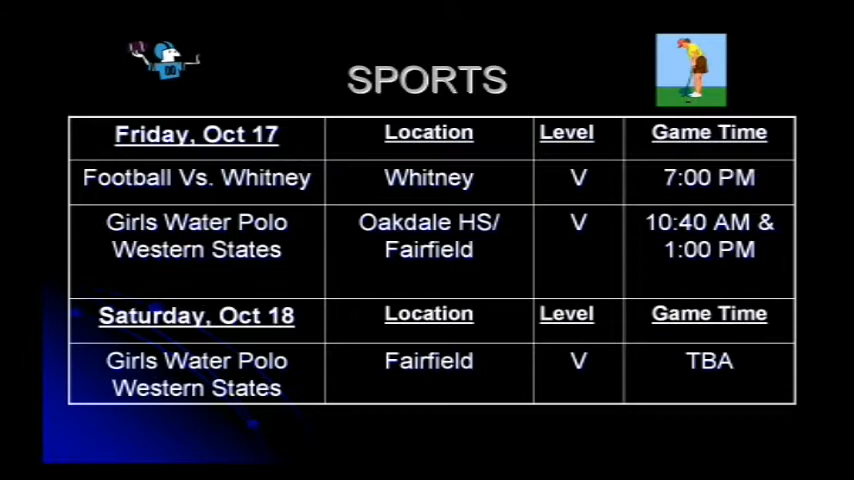 SPORTS
Friday, Oct 17 Location Level Game Time
Football Vs. Whitney Whitney V 7:00 PM
Girls Water Polo Oakdale HS/ V 10:40 AM &
Western States Fairfield 1:00 PM
Saturday, Oct 18 Location Level Game Time
Girls Water Polo Fairfield V TBA
Western States